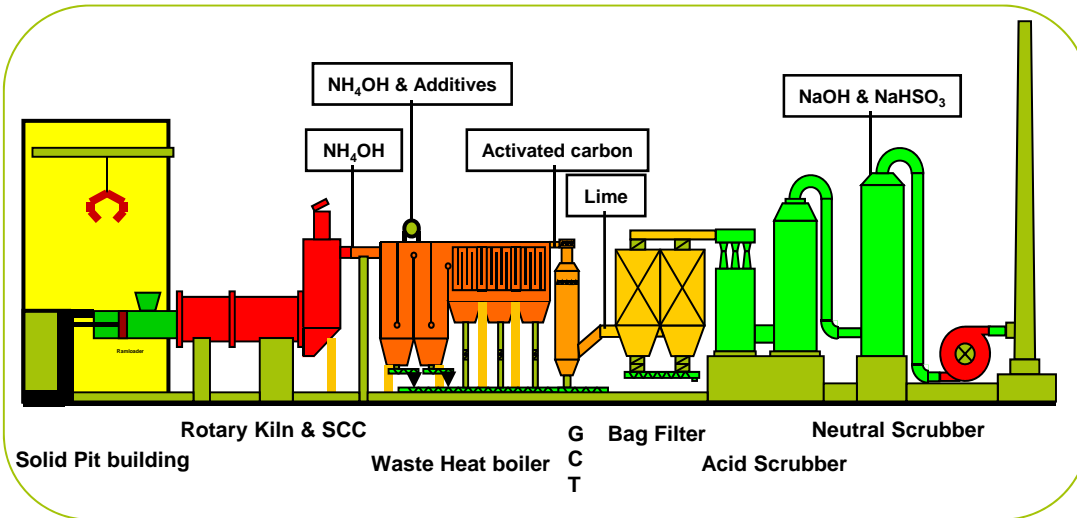 NH₄OH & Additives
NaOH & NaHSO₃
NH₄OH
Activated carbon
Lime
Ramloader
Rotary Kiln & SCC
Solid Pit building
Waste Heat boiler
G
C
T
Bag Filter
Acid Scrubber
Neutral Scrubber